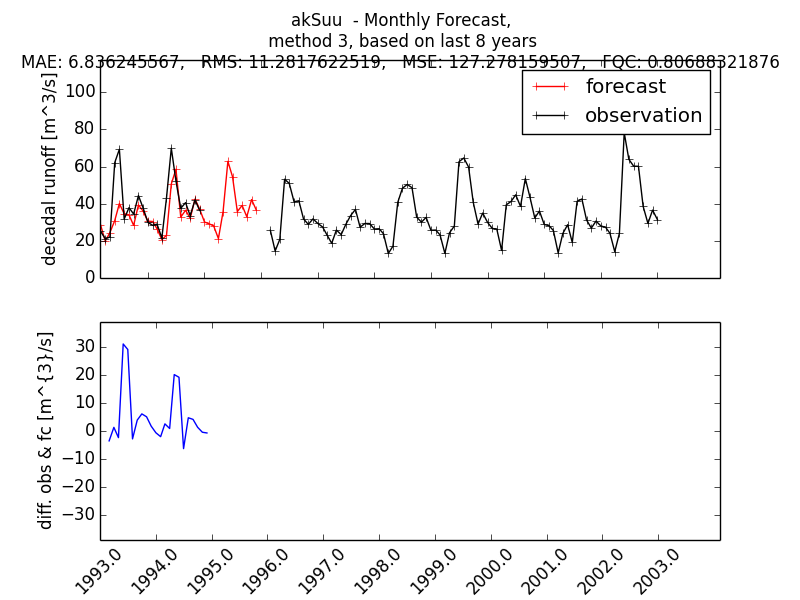 akSuu - Monthly Forecast,
method 3, based on last 8 years
MAE: 6.836245567, RMS: 11.2817622519, MSE: 127.278159507, FQC: 0.80688321876
forecast
observation
decadal runoff [m^3/s]
100
80
60
40
20
0
diff. obs & fc [m^{3}/s]
30
20
10
0
−10
−20
−30
1993.0 1994.0 1995.0 1996.0 1997.0 1998.0 1999.0 2000.0 2001.0 2002.0 2003.0